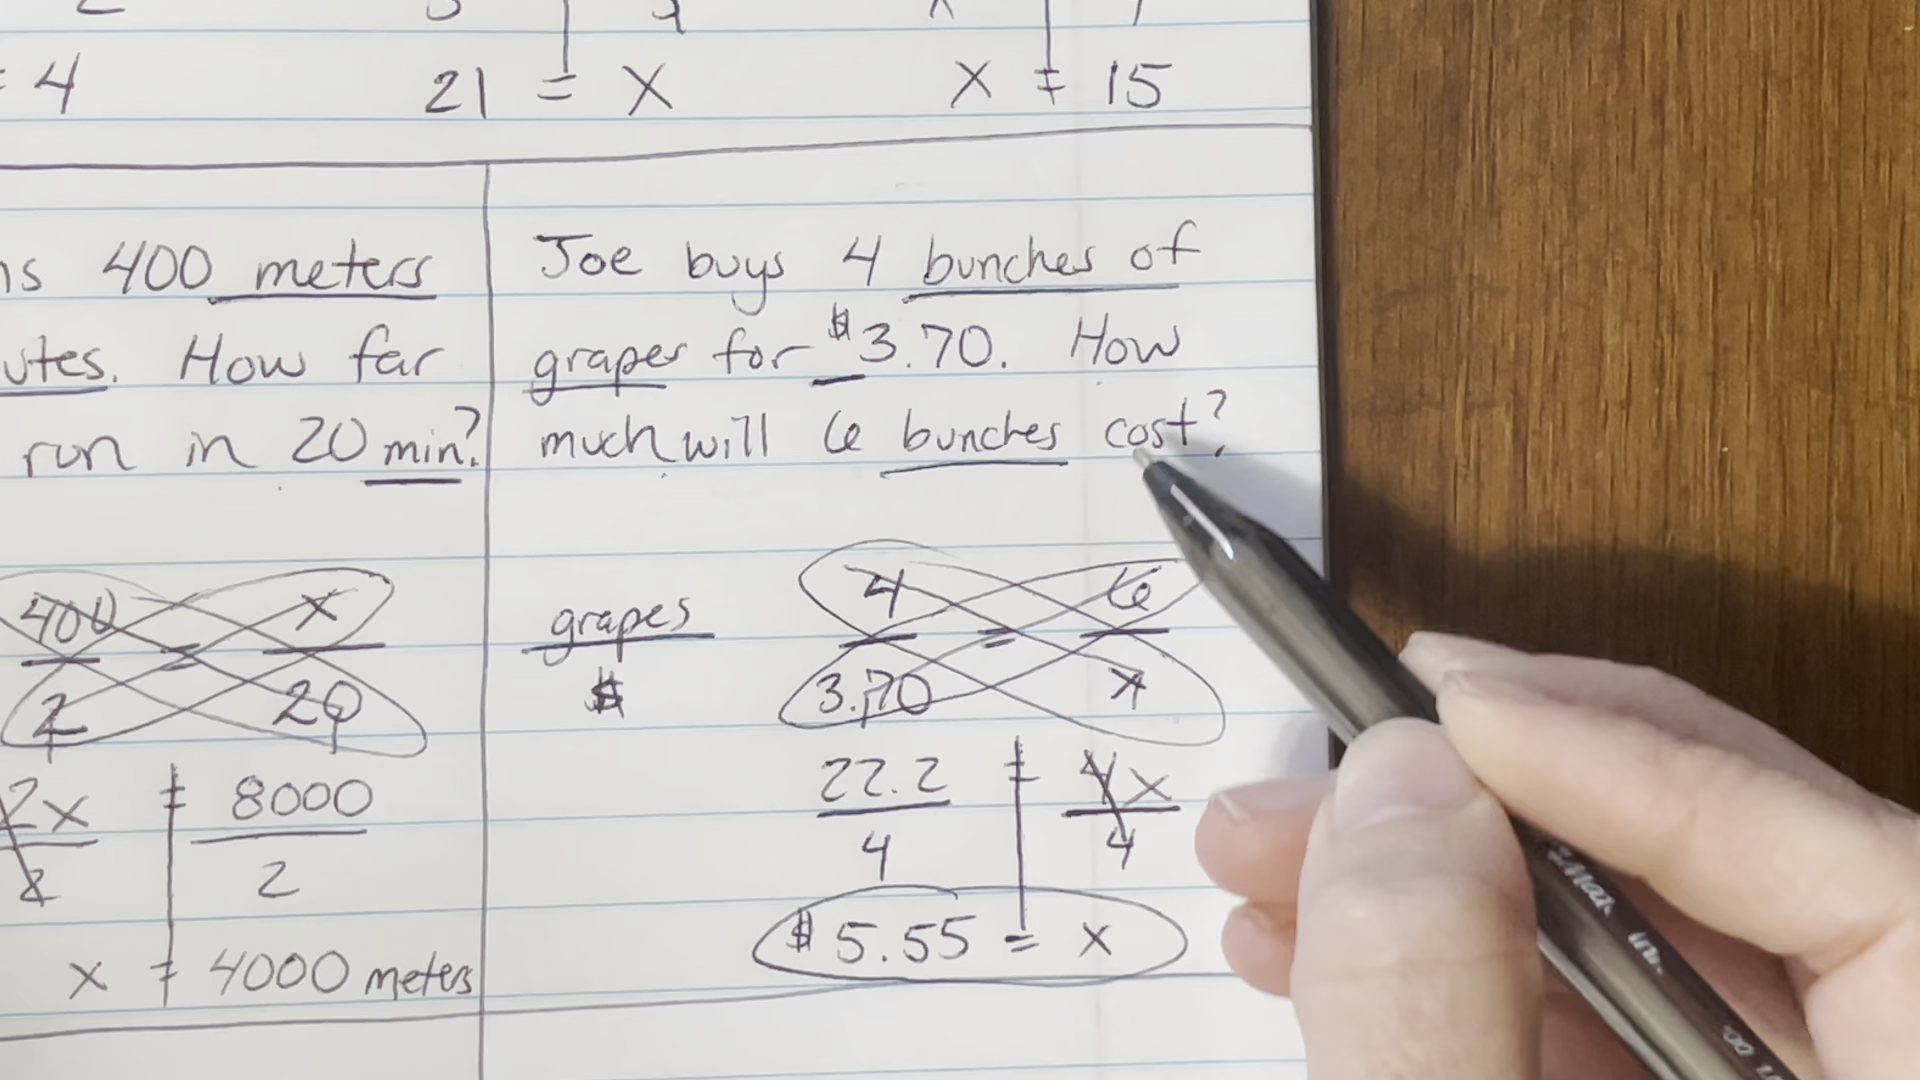 = 4
21 = X
X = 15
400 meters
utes. How far
run in 20 min?
400 = x
2 20
2x = 8000
2 2
x = 4000 meters
Joe buys 4 bunches of
grapes for $3.70. How
much will 6 bunches cost?
grapes 4 = 6
$ 3.70 x
22.2 = 4x
4 4
$5.55 = x